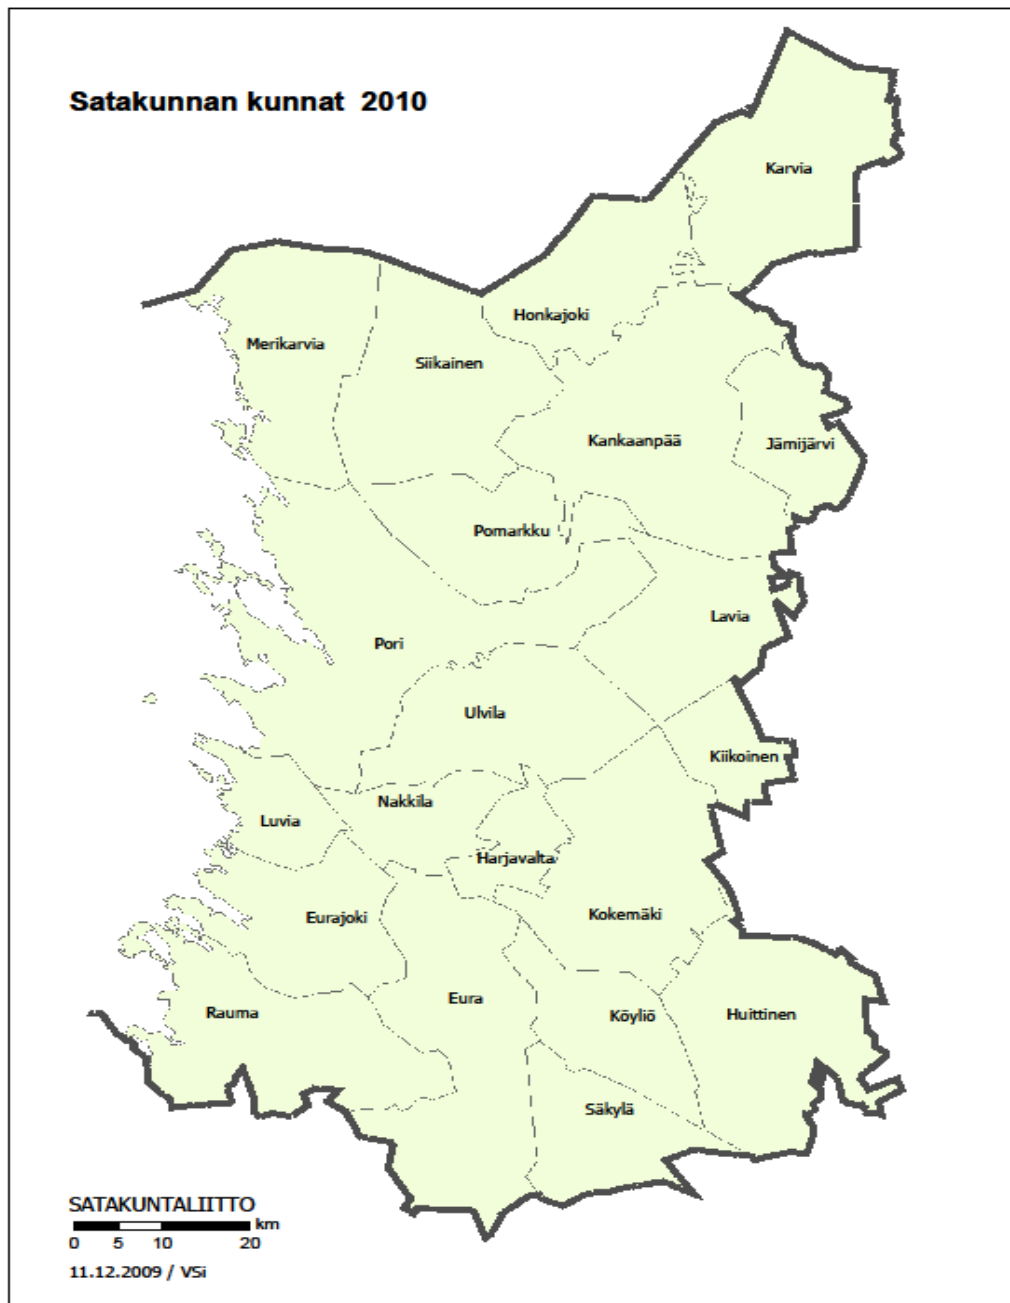 Satakunnan kunnat 2010
Karvia
Honkajoki
Merikarvia
Siikainen
Kankaanpää
Jämijärvi
Pomarkku
Lavia
Pori
Ulvila
Kiikoinen
Nakkila
Luvia
Harjavalta
Kokemäki
Eurajoki
Eura
Rauma
Köyliö
Huittinen
Säkylä
SATAKUNTALIITTO
km
0 5 10 20
11.12.2009 / VSi